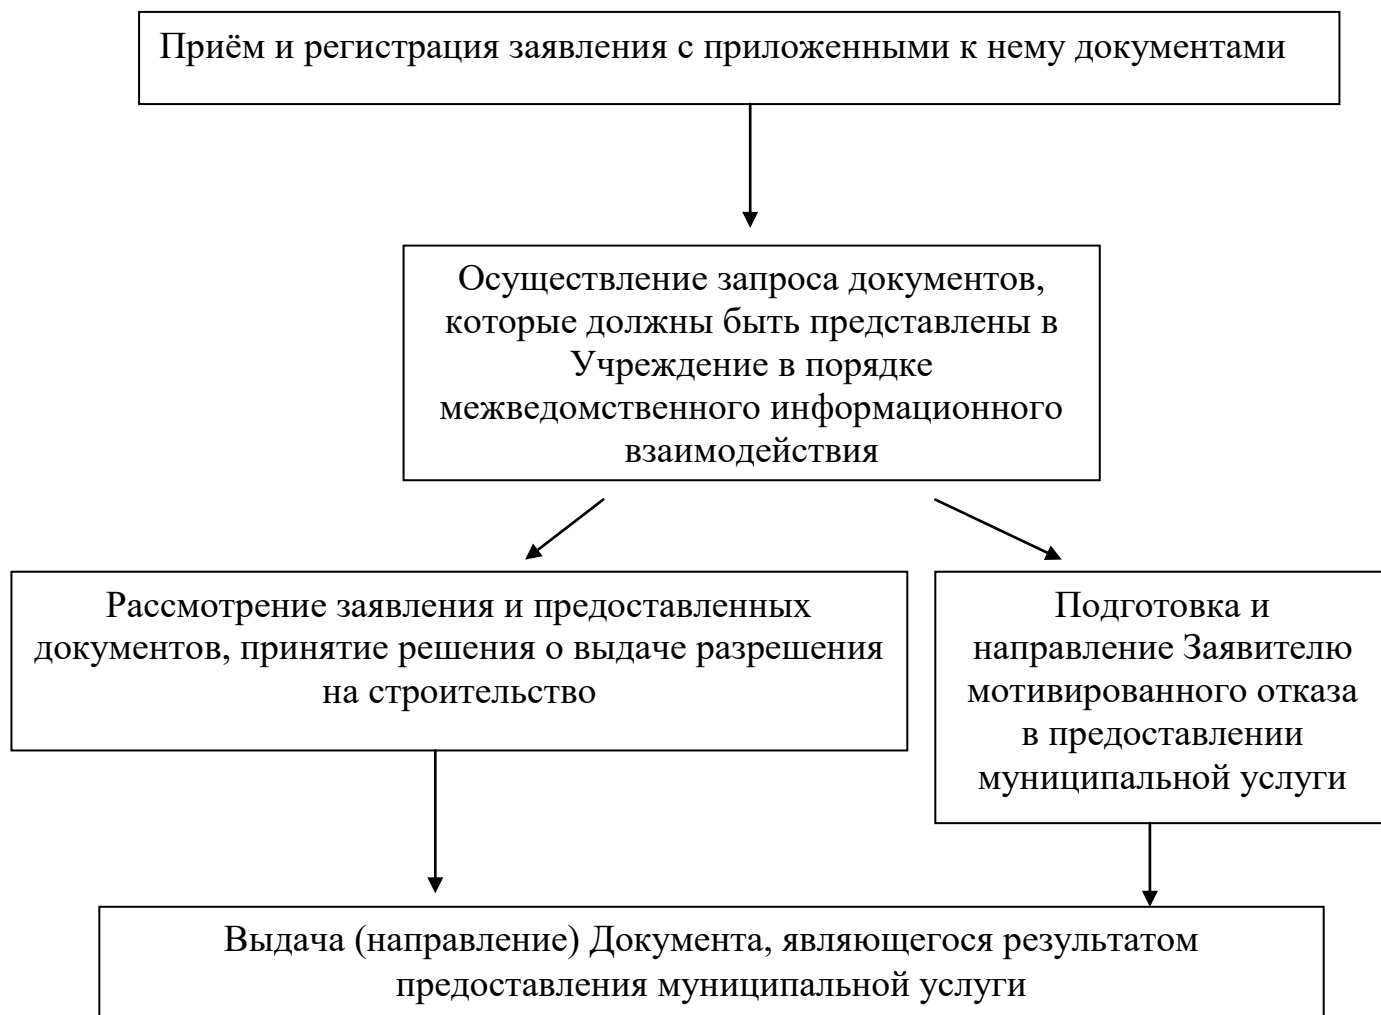 Приём и регистрация заявления с приложенными к нему документами
Осуществление запроса документов,
которые должны быть представлены в
Учреждение в порядке
межведомственного информационного
взаимодействия
Рассмотрение заявления и предоставленных
документов, принятие решения о выдаче разрешения
на строительство
Подготовка и
направление Заявителю
мотивированного отказа
в предоставлении
муниципальной услуги
Выдача (направление) Документа, являющегося результатом
предоставления муниципальной услуги